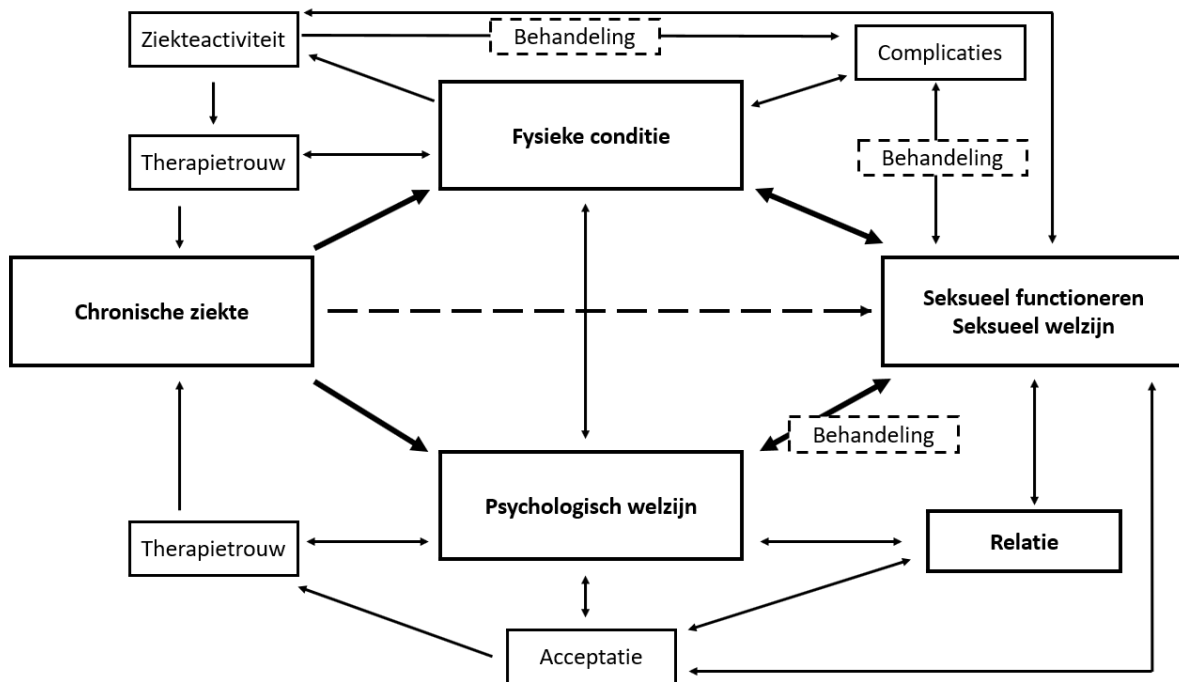 Ziekteactiviteit
Behandeling
Complicaties
Fysieke conditie
Therapietrouw
Behandeling
Chronische ziekte
Seksueel functioneren
Seksueel welzijn
Behandeling
Psychologisch welzijn
Therapietrouw
Relatie
Acceptatie